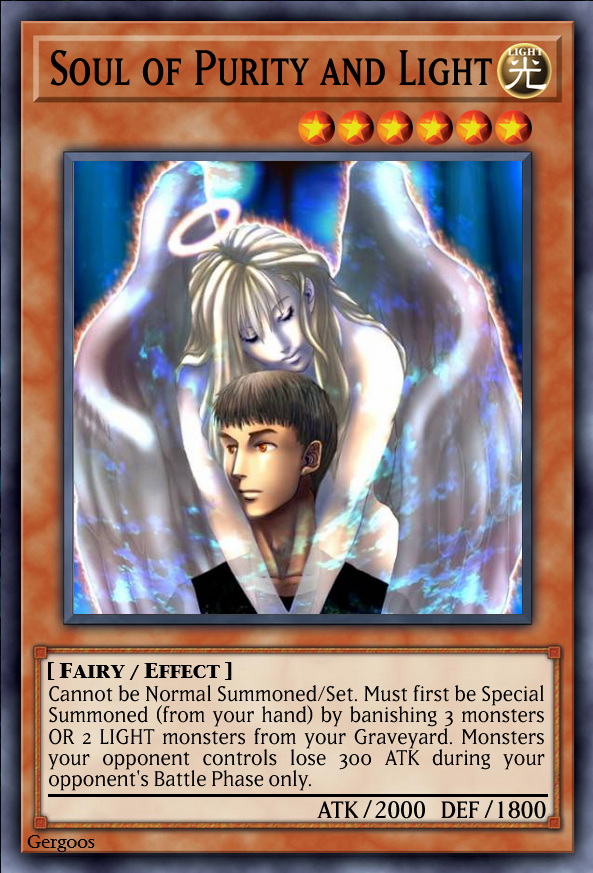 Soul of Purity and Light
LIGHT
光
[ Fairy / Effect ]
Cannot be Normal Summoned/Set. Must first be Special
Summoned (from your hand) by banishing 3 monsters
OR 2 LIGHT monsters from your Graveyard. Monsters
your opponent controls lose 300 ATK during your
opponent's Battle Phase only.
ATK / 2000 DEF / 1800
Gergoos